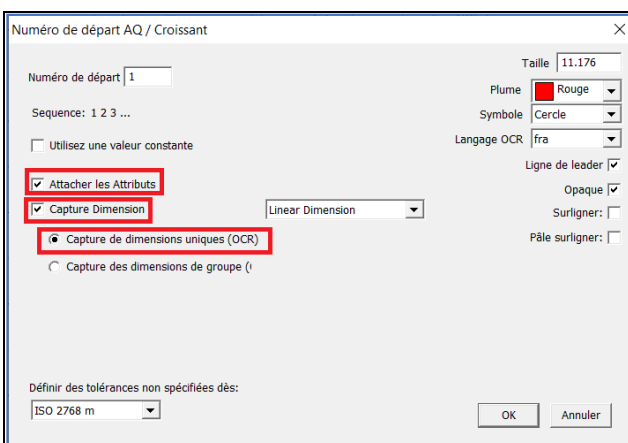 Numéro de départ AQ / Croissant
Taille 11.176
Numéro de départ 1
Plume Rouge
Sequence: 1 2 3 ...
Symbole Cercle
Utilisez une valeur constante
Langage OCR fra
Ligne de leader
Attacher les Attributs
Opaque
Capture Dimension Linear Dimension
Surligner:
Capture de dimensions uniques (OCR)
Pâle surligner:
Capture des dimensions de groupe (
Définir des tolérances non spécifiées dès:
ISO 2768 m
OK Annuler